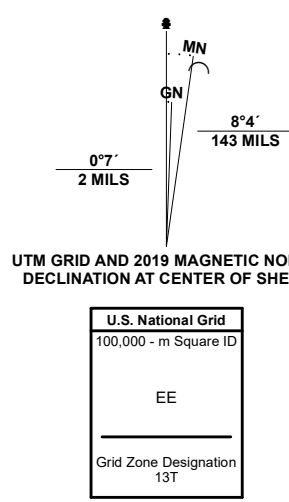 MN
GN
8°4´
143 MILS
0°7´
2 MILS
UTM GRID AND 2019 MAGNETIC NO
DECLINATION AT CENTER OF SHE
U.S. National Grid
100,000 - m Square ID
EE
Grid Zone Designation
13T